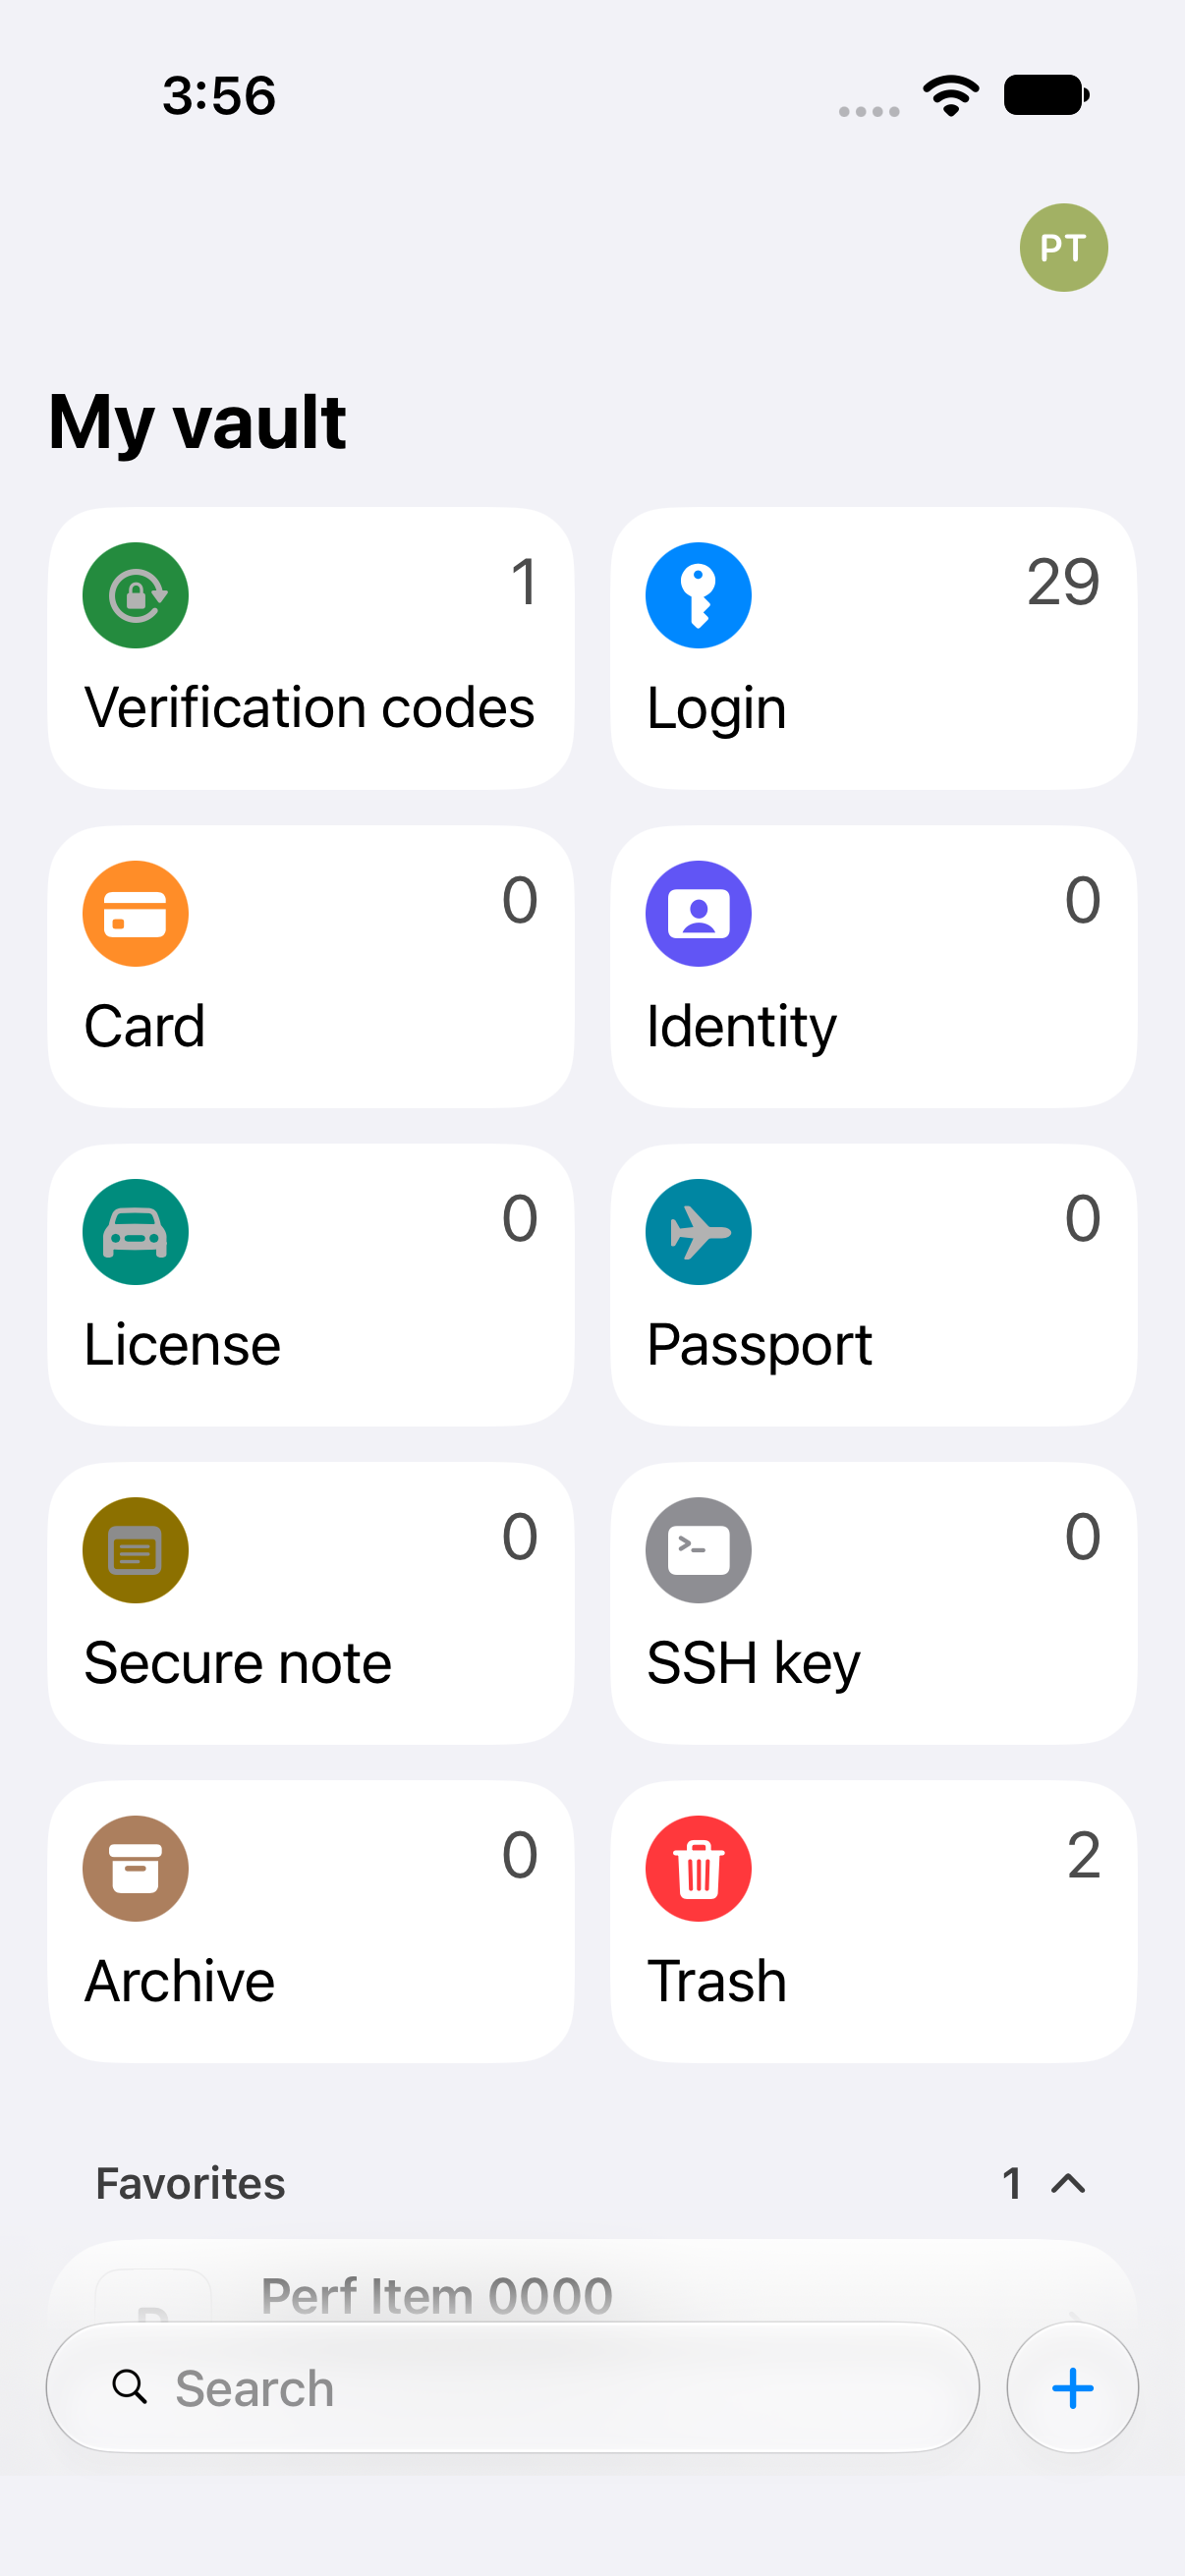 3:56
PT
My vault
1
Verification codes
29
Login
0
Card
0
Identity
0
License
0
Passport
0
Secure note
0
SSH key
0
Archive
2
Trash
Favorites 1
Perf Item 0000
Search